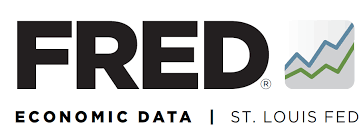 FRED®
ECONOMIC DATA | ST. LOUIS FED